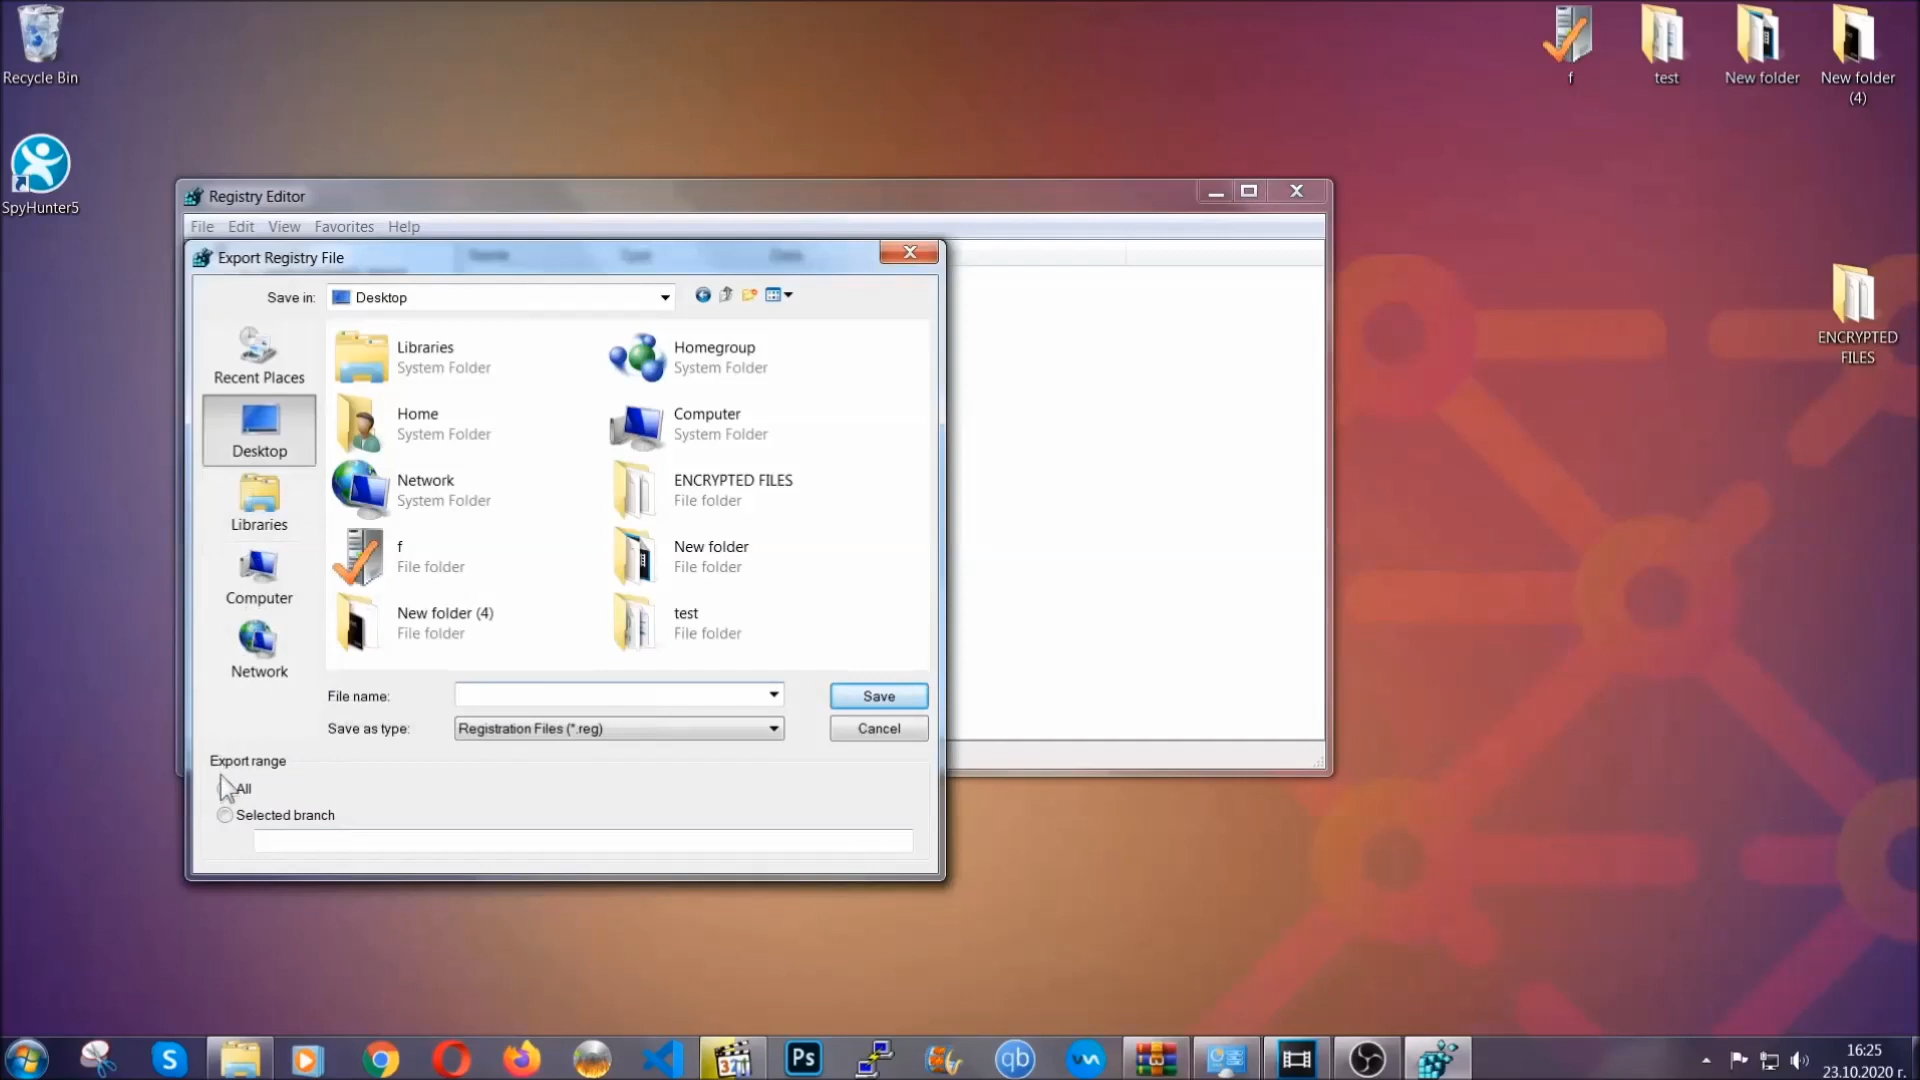 Recycle Bin
SpyHunter5
f
test
New folder
New folder
(4)
ENCRYPTED
FILES
Registry Editor
File Edit View Favorites Help
Export Registry File
Save in:
Desktop
Recent Places
Desktop
Libraries
Computer
Network
Libraries
System Folder
Homegroup
System Folder
Home
System Folder
Computer
System Folder
Network
System Folder
ENCRYPTED FILES
File folder
f
File folder
New folder
File folder
New folder (4)
File folder
test
File folder
File name:
Save
Save as type:
Registration Files (*.reg)
Cancel
Export range
All
Selected branch
S
321
Ps
qb
16:25
23.10.2020 г.